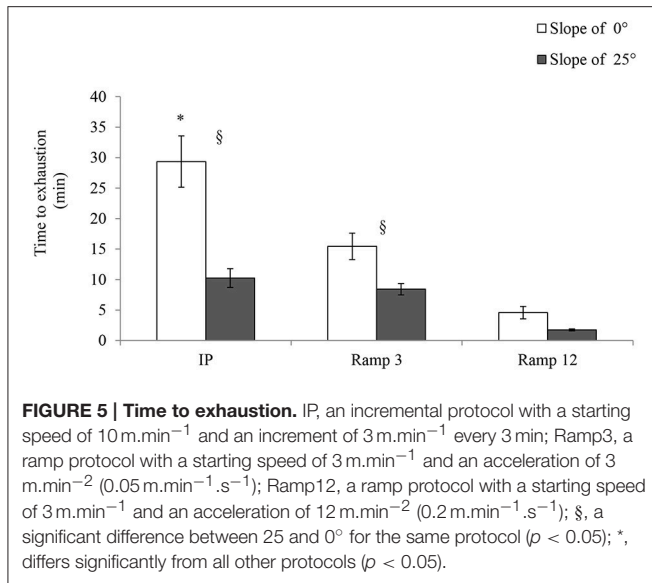 Slope of 0°
Slope of 25°
Time to exhaustion
(min)
40
35
30
25
20
15
10
5
0
*
§
§
IP
Ramp 3
Ramp 12
FIGURE 5 | Time to exhaustion. IP, an incremental protocol with a starting
speed of 10 m.min⁻¹ and an increment of 3 m.min⁻¹ every 3 min; Ramp3, a
ramp protocol with a starting speed of 3 m.min⁻¹ and an acceleration of 3
m.min⁻² (0.05 m.min⁻¹.s⁻¹); Ramp12, a ramp protocol with a starting speed
of 3 m.min⁻¹ and an acceleration of 12 m.min⁻² (0.2 m.min⁻¹.s⁻¹); §, a
significant difference between 25 and 0° for the same protocol (p < 0.05); *,
differs significantly from all other protocols (p < 0.05).